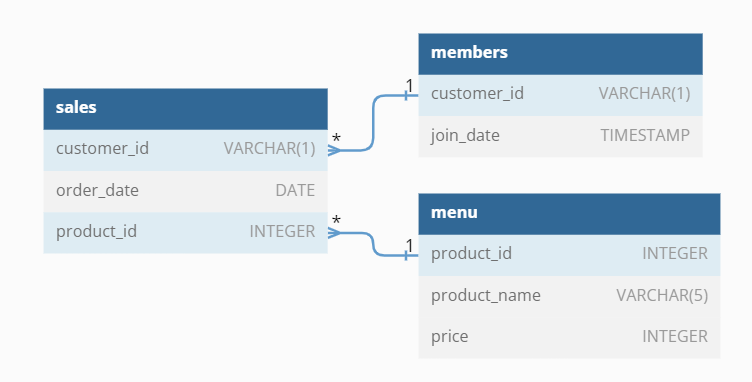 sales
customer_id VARCHAR(1)
order_date DATE
product_id INTEGER
*
*
1
1
members
customer_id VARCHAR(1)
join_date TIMESTAMP
menu
product_id INTEGER
product_name VARCHAR(5)
price INTEGER